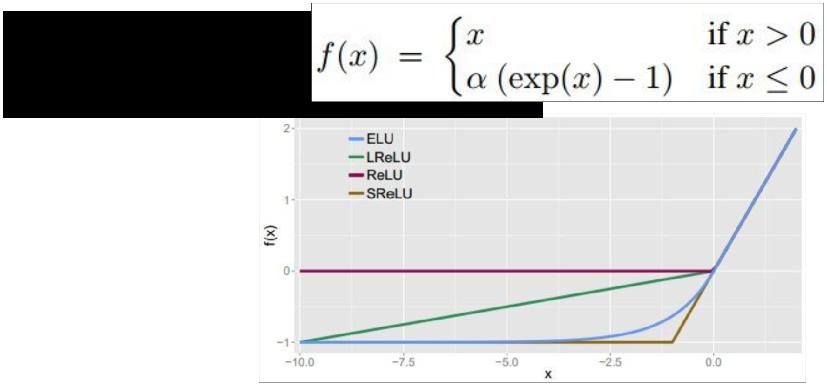 f(x) = { x if x > 0
α (exp(x) − 1) if x ≤ 0
2
ELU
LReLU
ReLU
SReLU
1
f(x)
0
−1
−10.0 −7.5 −5.0 −2.5 0.0
x